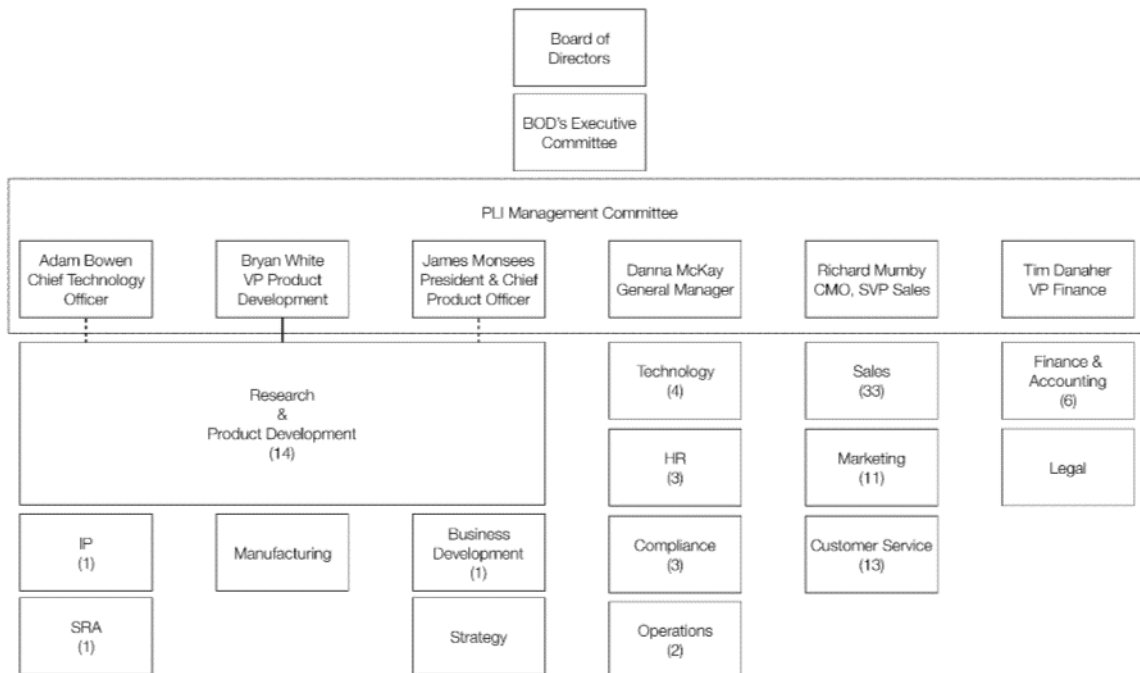 Board of
Directors
BOD's Executive
Committee
PLI Management Committee
Adam Bowen
Chief Technology
Officer
Bryan White
VP Product
Development
James Monsees
President & Chief
Product Officer
Danna McKay
General Manager
Richard Mumby
CMO, SVP Sales
Tim Danaher
VP Finance
Research
&
Product Development
(14)
Technology
(4)
Sales
(33)
Finance &
Accounting
(6)
HR
(3)
Marketing
(11)
Legal
IP
(1)
Manufacturing
Business
Development
(1)
Compliance
(3)
Customer Service
(13)
SRA
(1)
Strategy
Operations
(2)